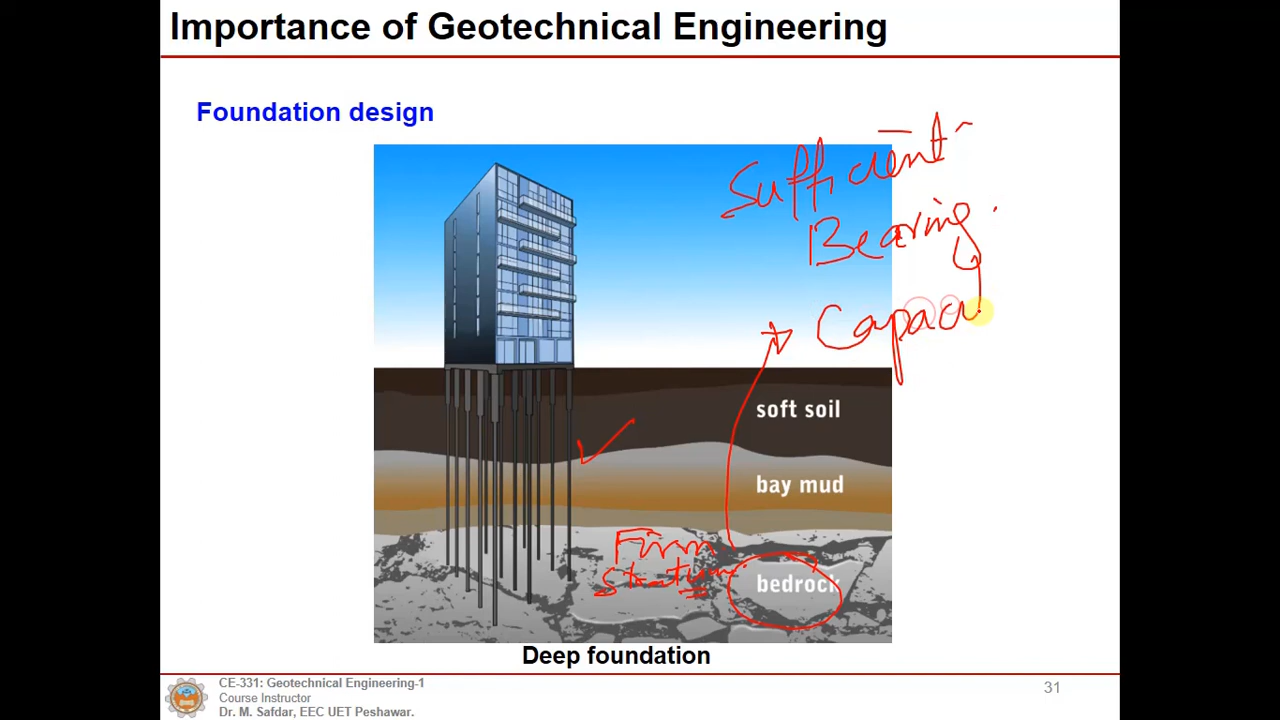 Importance of Geotechnical Engineering
Foundation design
Sufficient
Bearing
Capac
soft soil
bay mud
Firm
Stratum
bedrock
Deep foundation
CE-331: Geotechnical Engineering-1
Course Instructor
Dr. M. Safdar, EEC UET Peshawar.
31